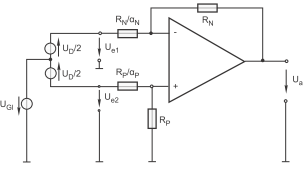 R_N/α_N
R_N
U_D/2
U_e1
-
R_P/α_P
U_D/2
U_e2
+
U_a
U_Gl
R_P